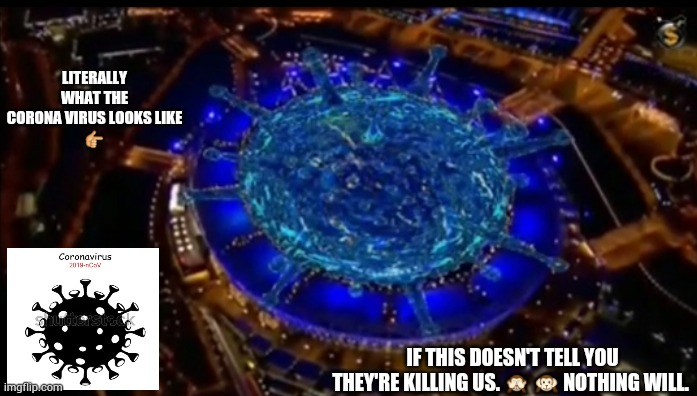 LITERALLY
WHAT THE
CORONA VIRUS LOOKS LIKE
👉
Coronavirus
2019-nCoV
shutterstock
IF THIS DOESN'T TELL YOU
THEY'RE KILLING US. 🙈 🙊 NOTHING WILL.
imgflip.com